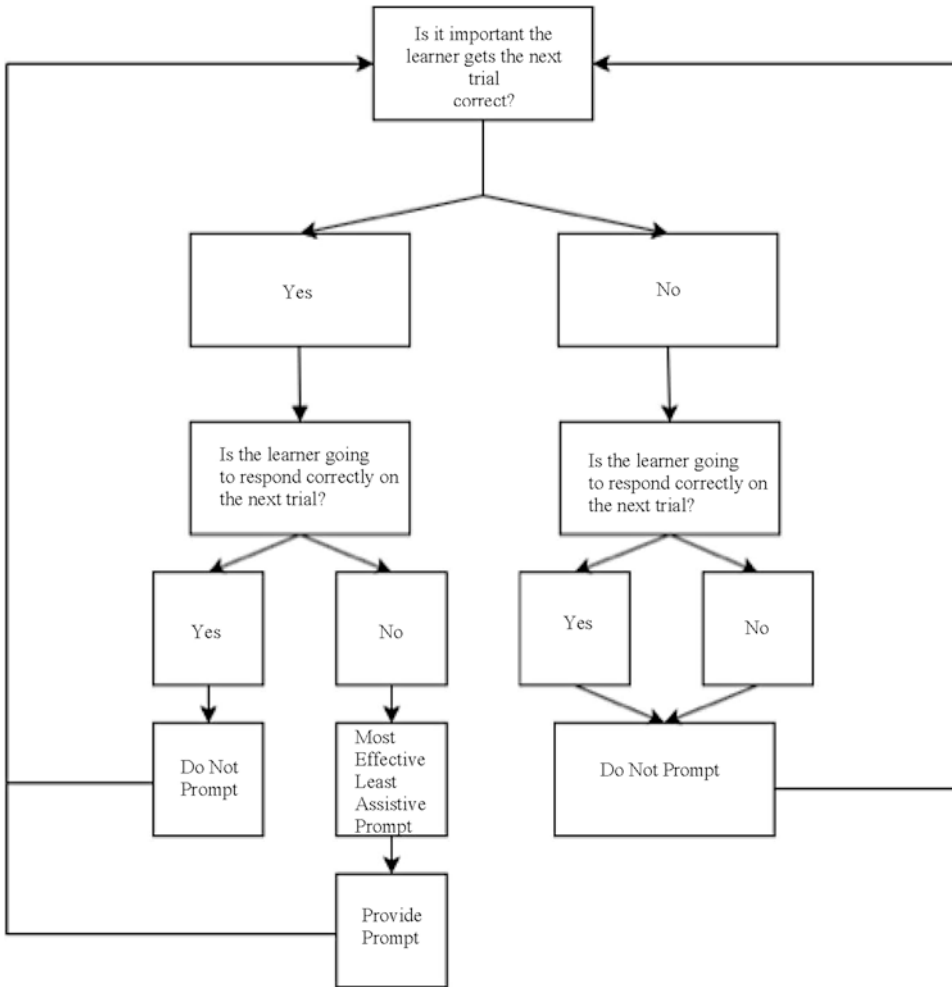 Is it important the
learner gets the next
trial
correct?
Yes
No
Is the learner going
to respond correctly on
the next trial?
Is the learner going
to respond correctly on
the next trial?
Yes
No
Yes
No
Do Not
Prompt
Most
Effective
Least
Assistive
Prompt
Do Not Prompt
Provide
Prompt